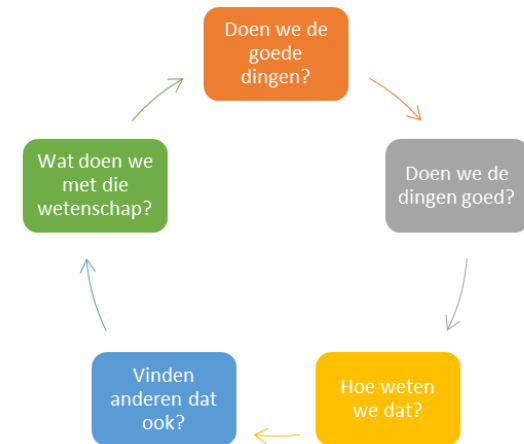 Doen we de
goede
dingen?
Doen we de
dingen goed?
Hoe weten
we dat?
Vinden
anderen dat
ook?
Wat doen we
met die
wetenschap?